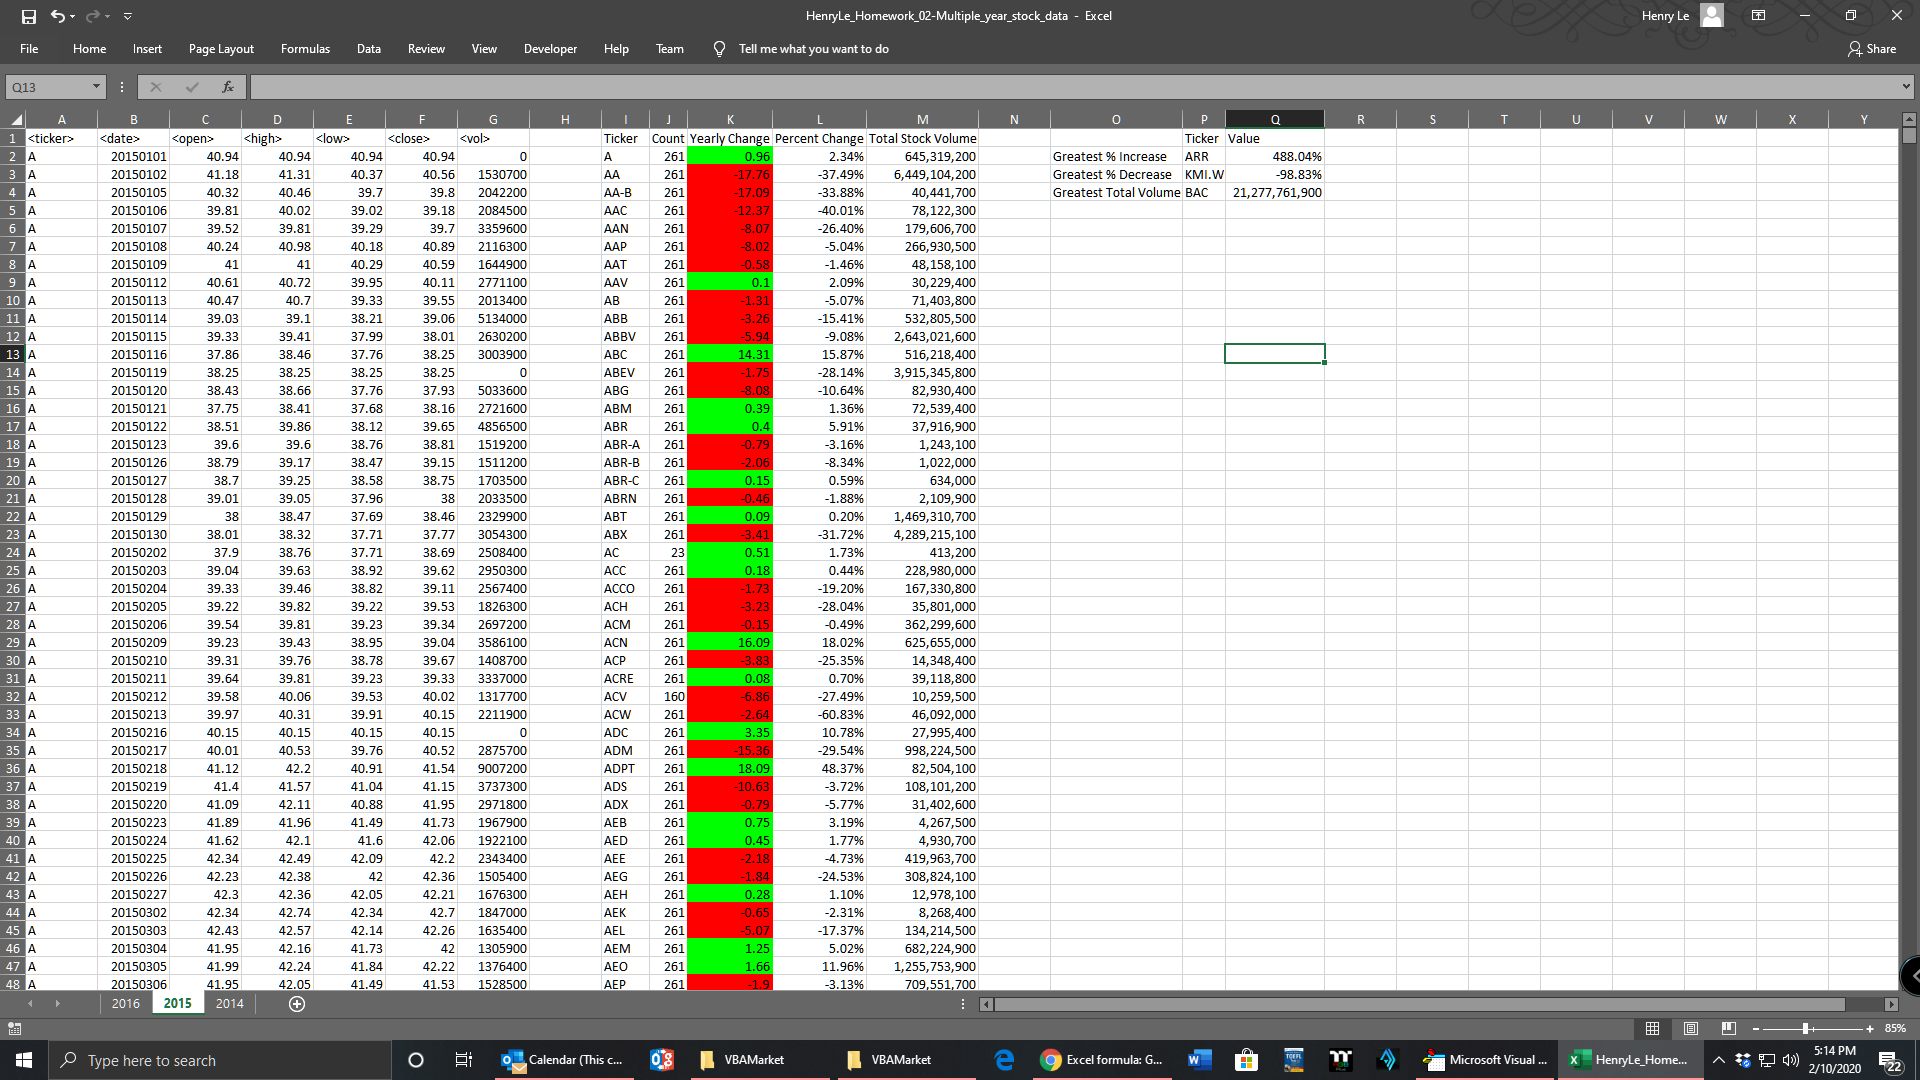 HenryLe_Homework_02-Multiple_year_stock_data - Excel
Henry Le
File Home Insert Page Layout Formulas Data Review View Developer Help Team Tell me what you want to do Share
Q13 fx
A B C D E F G H I J K L M N O P Q R S T U V W X Y
1 <ticker> <date> <open> <high> <low> <close> <vol> Ticker Count Yearly Change Percent Change Total Stock Volume Ticker Value
2 A 20150101 40.94 40.94 40.94 40.94 0 A 261 0.96 2.34% 645,319,200 Greatest % Increase ARR 488.04%
3 A 20150102 41.18 41.31 40.37 40.56 1530700 AA 261 -17.76 -37.49% 6,449,104,200 Greatest % Decrease KMI.W -98.83%
4 A 20150105 40.32 40.46 39.7 39.8 2042200 AA-B 261 -17.09 -33.88% 40,441,700 Greatest Total Volume BAC 21,277,761,900
5 A 20150106 39.81 40.02 39.02 39.18 2084500 AAC 261 -12.37 -40.01% 78,122,300
6 A 20150107 39.52 39.81 39.29 39.7 3359600 AAN 261 -8.07 -26.40% 179,606,700
7 A 20150108 40.24 40.98 40.18 40.89 2116300 AAP 261 -8.02 -5.04% 266,930,500
8 A 20150109 41 41 40.29 40.59 1644900 AAT 261 -0.58 -1.46% 48,158,100
9 A 20150112 40.61 40.72 39.95 40.11 2771100 AAV 261 0.1 2.09% 30,229,400
10 A 20150113 40.47 40.7 39.33 39.55 2013400 AB 261 -1.31 -5.07% 71,403,800
11 A 20150114 39.03 39.1 38.21 39.06 5134000 ABB 261 -3.26 -15.41% 532,805,500
12 A 20150115 39.33 39.41 37.99 38.01 2630200 ABBV 261 -5.94 -9.08% 2,643,021,600
13 A 20150116 37.86 38.46 37.76 38.25 3003900 ABC 261 14.31 15.87% 516,218,400
14 A 20150119 38.25 38.25 38.25 38.25 0 ABEV 261 -1.75 -28.14% 3,915,345,800
15 A 20150120 38.43 38.66 37.76 37.93 5033600 ABG 261 -8.08 -10.64% 82,930,400
16 A 20150121 37.75 38.41 37.68 38.16 2721600 ABM 261 0.39 1.36% 72,539,400
17 A 20150122 38.51 39.86 38.12 39.65 4856500 ABR 261 0.4 5.91% 37,916,900
18 A 20150123 39.6 39.6 38.76 38.81 1519200 ABR-A 261 -0.79 -3.16% 1,243,100
19 A 20150126 38.79 39.17 38.47 39.15 1511200 ABR-B 261 -2.06 -8.34% 1,022,000
20 A 20150127 38.7 39.25 38.58 38.75 1703500 ABR-C 261 0.15 0.59% 634,000
21 A 20150128 39.01 39.05 37.96 38 2033500 ABRN 261 -0.46 -1.88% 2,109,900
22 A 20150129 38 38.47 37.69 38.46 2329900 ABT 261 0.09 0.20% 1,469,310,700
23 A 20150130 38.01 38.32 37.71 37.77 3054300 ABX 261 -3.41 -31.72% 4,289,215,100
24 A 20150202 37.9 38.76 37.71 38.69 2508400 AC 23 0.51 1.73% 413,200
25 A 20150203 39.04 39.63 38.92 39.62 2950300 ACC 261 0.18 0.44% 228,980,000
26 A 20150204 39.33 39.46 38.82 39.11 2567400 ACCO 261 -1.73 -19.20% 167,330,800
27 A 20150205 39.22 39.82 39.22 39.53 1826300 ACH 261 -3.23 -28.04% 35,801,000
28 A 20150206 39.54 39.81 39.23 39.34 2697200 ACM 261 -0.15 -0.49% 362,299,600
29 A 20150209 39.23 39.43 38.95 39.04 3586100 ACN 261 16.09 18.02% 625,655,000
30 A 20150210 39.31 39.76 38.78 39.67 1408700 ACP 261 -3.83 -25.35% 14,348,400
31 A 20150211 39.64 39.81 39.23 39.33 3337000 ACRE 261 0.08 0.70% 39,118,800
32 A 20150212 39.58 40.06 39.53 40.02 1317700 ACV 160 -6.86 -27.49% 10,259,500
33 A 20150213 39.97 40.31 39.91 40.15 2211900 ACW 261 -2.64 -60.83% 46,092,000
34 A 20150216 40.15 40.15 40.15 40.15 0 ADC 261 3.35 10.78% 27,995,400
35 A 20150217 40.01 40.53 39.76 40.52 2875700 ADM 261 -15.36 -29.54% 998,224,500
36 A 20150218 41.12 42.2 40.91 41.54 9007200 ADPT 261 18.09 48.37% 82,504,100
37 A 20150219 41.4 41.57 41.04 41.15 3737300 ADS 261 -10.63 -3.72% 108,101,200
38 A 20150220 41.09 42.11 40.88 41.95 2971800 ADX 261 -0.79 -5.77% 31,402,600
39 A 20150223 41.89 41.96 41.49 41.73 1967900 AEB 261 0.75 3.19% 4,267,500
40 A 20150224 41.62 42.1 41.6 42.06 1922100 AED 261 0.45 1.77% 4,930,700
41 A 20150225 42.34 42.49 42.09 42.2 2343400 AEE 261 -2.18 -4.73% 419,963,700
42 A 20150226 42.23 42.38 42 42.36 1505400 AEG 261 -1.84 -24.53% 308,824,100
43 A 20150227 42.3 42.36 42.05 42.21 1676300 AEH 261 0.28 1.10% 12,978,100
44 A 20150302 42.34 42.74 42.34 42.7 1847000 AEK 261 -0.65 -2.31% 8,268,400
45 A 20150303 42.43 42.57 42.14 42.26 1635400 AEL 261 -5.07 -17.37% 134,214,500
46 A 20150304 41.95 42.16 41.73 42 1305900 AEM 261 1.25 5.02% 682,224,900
47 A 20150305 41.99 42.24 41.84 42.22 1376400 AEO 261 1.66 11.96% 1,255,753,900
48 A 20150306 41.95 42.05 41.49 41.53 1528500 AEP 261 -1.9 -3.13% 709,551,700
2016 2015 2014
85%
Type here to search
Calendar (This c...
VBAMarket
VBAMarket
Excel formula: G...
Microsoft Visual ...
HenryLe_Home...
5:14 PM
2/10/2020
22